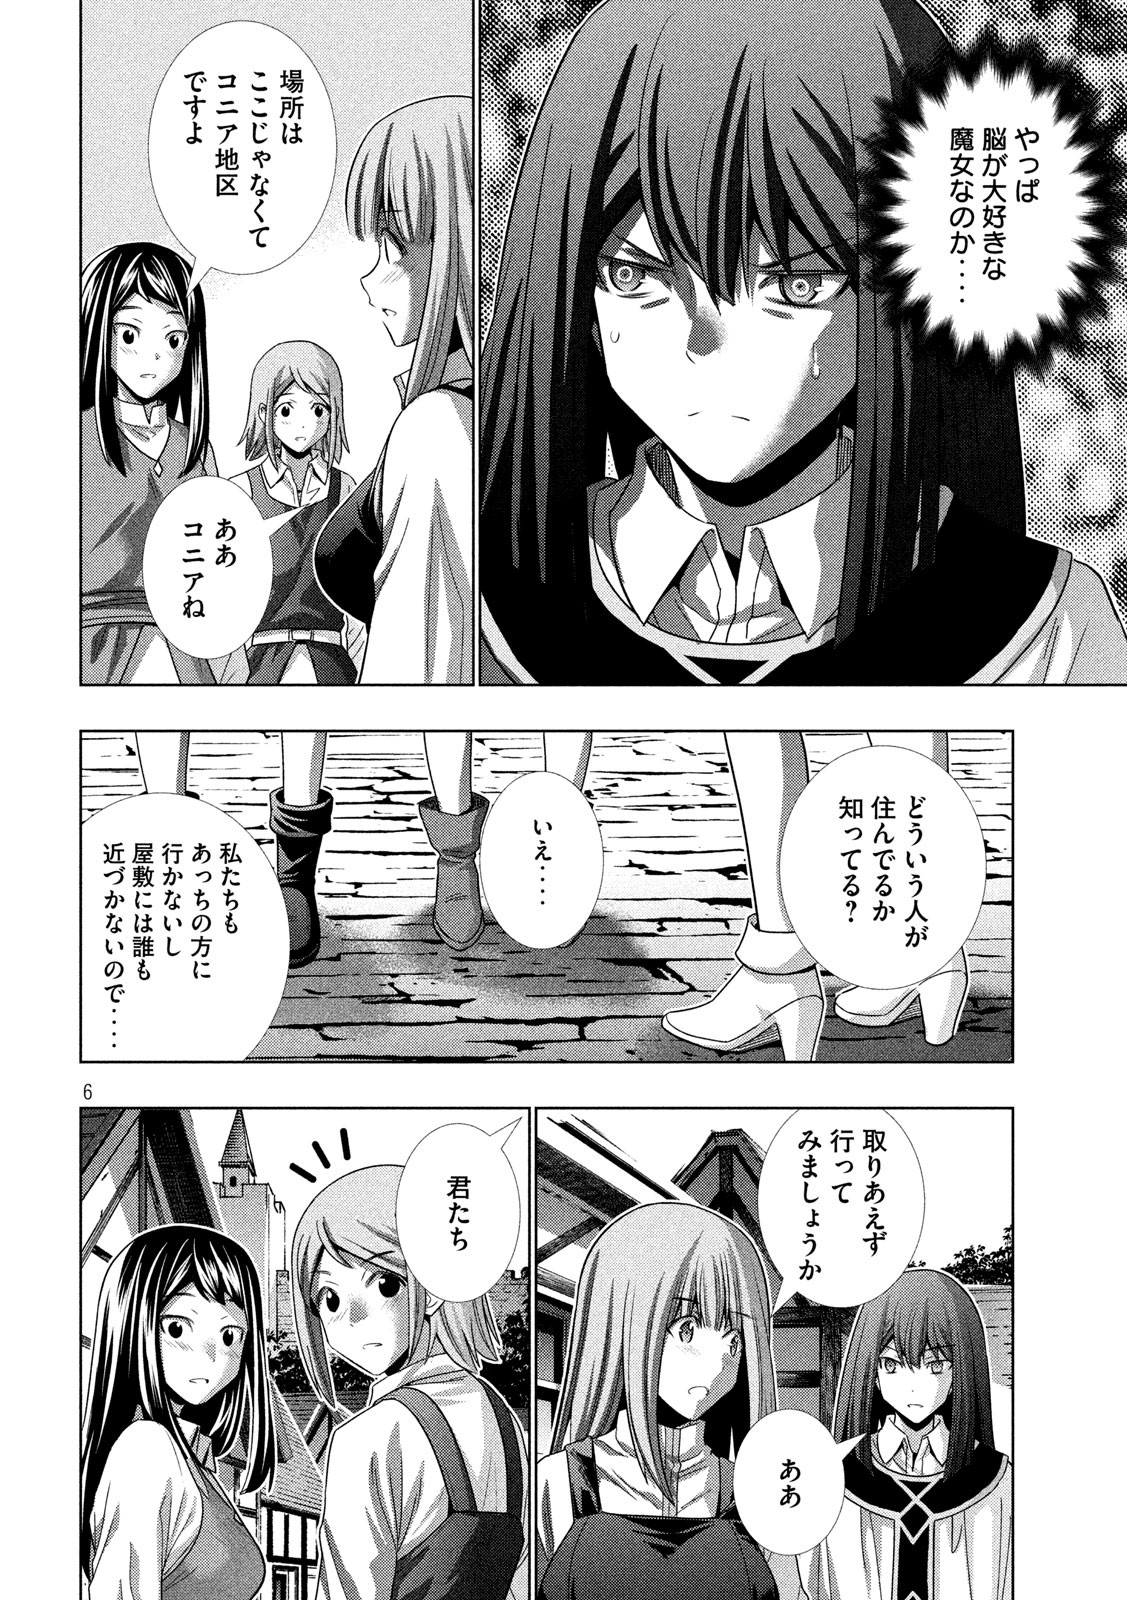 やっぱ
脳が大好きな
魔女なのか‥‥
場所は
ここじゃなくて
コニア地区
ですよ
ああ
コニアね
どういう人が
住んでるか
知ってる?
いえ‥‥
私たちも
あっちの方に
行かないし
屋敷には誰も
近づかないので‥‥
6
取りあえず
行って
みましょうか
ああ
君たち